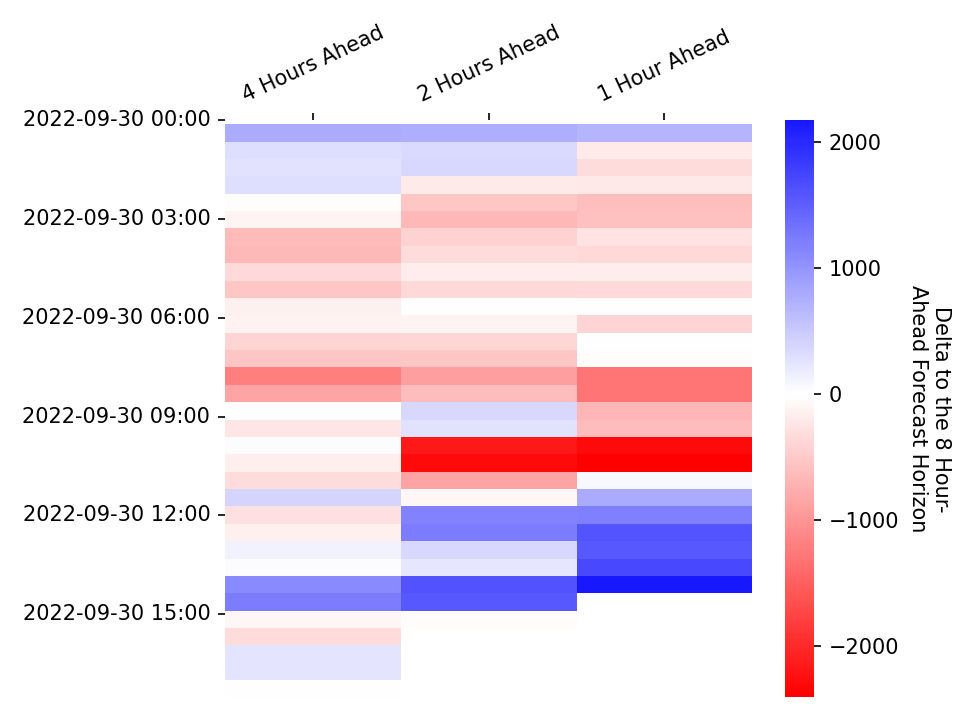 4 Hours Ahead
2 Hours Ahead
1 Hour Ahead
2022-09-30 00:00
2022-09-30 03:00
2022-09-30 06:00
2022-09-30 09:00
2022-09-30 12:00
2022-09-30 15:00
2000
1000
0
−1000
−2000
Delta to the 8 Hour-
Ahead Forecast Horizon